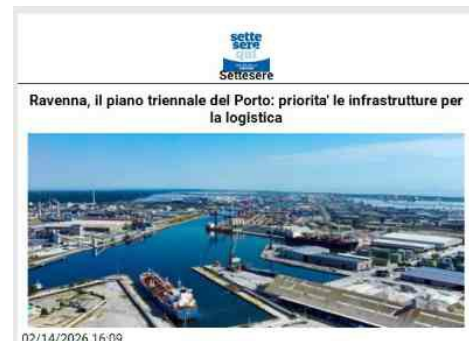 sette
sere
qui
Settesere
Ravenna, il piano triennale del Porto: priorita' le infrastrutture per
la logistica
02/14/2026 16:09